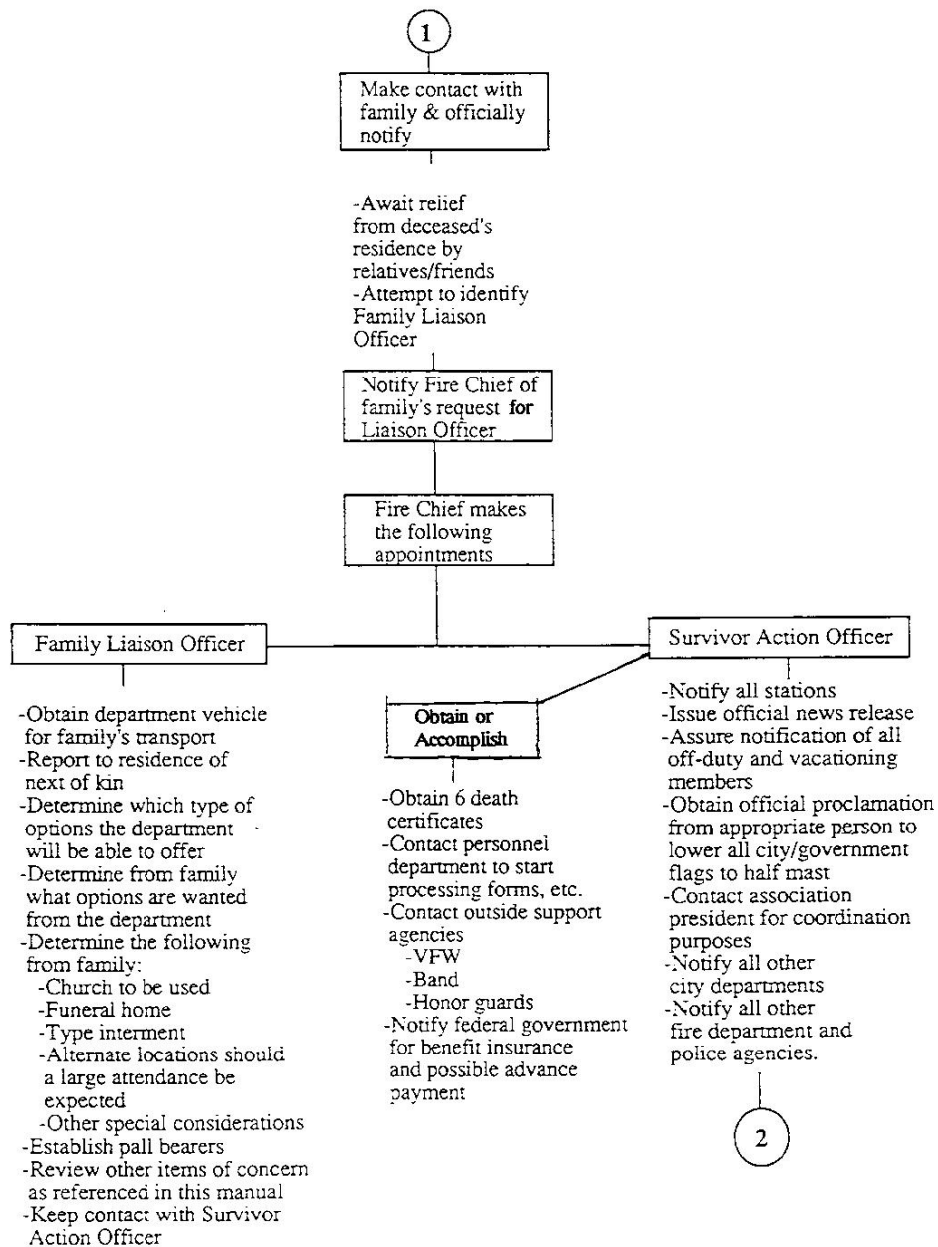 1
Make contact with
family & officially
notify
-Await relief
from deceased's
residence by
relatives/friends
-Attempt to identify
Family Liaison
Officer
Notify Fire Chief of
family's request for
Liaison Officer
Fire Chief makes
the following
appointments
Family Liaison Officer
-Obtain department vehicle
for family's transport
-Report to residence of
next of kin
-Determine which type of
options the department
will be able to offer
-Determine from family
what options are wanted
from the department
-Determine the following
from family:
-Church to be used
-Funeral home
-Type interment
-Alternate locations should
a large attendance be
expected
-Other special considerations
-Establish pall bearers
-Review other items of concern
as referenced in this manual
-Keep contact with Survivor
Action Officer
Obtain or
Accomplish
-Obtain 6 death
certificates
-Contact personnel
department to start
processing forms, etc.
-Contact outside support
agencies
-VFW
-Band
-Honor guards
-Notify federal government
for benefit insurance
and possible advance
payment
Survivor Action Officer
-Notify all stations
-Issue official news release
-Assure notification of all
off-duty and vacationing
members
-Obtain official proclamation
from appropriate person to
lower all city/government
flags to half mast
-Contact association
president for coordination
purposes
-Notify all other
city departments
-Notify all other
fire department and
police agencies.
2